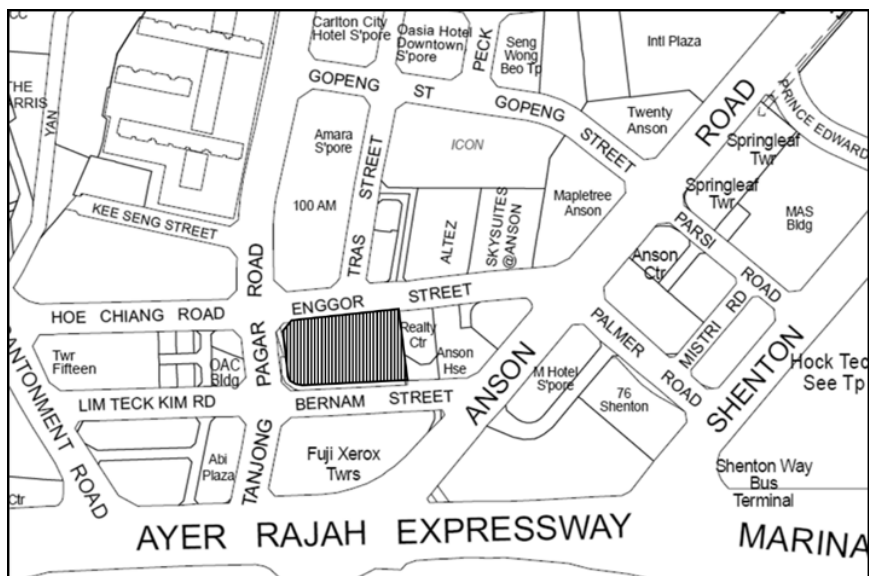 CC
Carlton City
Hotel S'pore
Oasia Hotel
Downtown,
S'pore
PECK
Seng
Wong
Beo Tp
Intl Plaza
THE
ARRIS
YAN
GOPENG ST
GOPENG STREET
Twenty
Anson
ROAD
PRINCE EDWARD
Amara
S'pore
100 AM
TRAS STREET
ICON
Springleaf
Twr
Springleaf
Twr
MAS
Bldg
KEE SENG STREET
ALTEZ
SKYSUITES
@ANSON
Mapletree
Anson
PARSI ROAD
Anson
Ctr
MISTRI RD
HOE CHIANG ROAD
ENGGOR STREET
TANJONG PAGAR ROAD
Realty
Ctr
Anson
Hse
ANSON
PALMER ROAD
SHENTON
Hock Tec
See Tp
Twr
Fifteen
OAC
Bldg
M Hotel
S'pore
76
Shenton
ANTONMENT ROAD
LIM TECK KIM RD
BERNAM STREET
Abi
Plaza
Fuji Xerox
Twrs
Shenton Way
Bus
Terminal
Ctr
AYER RAJAH EXPRESSWAY
MARINA